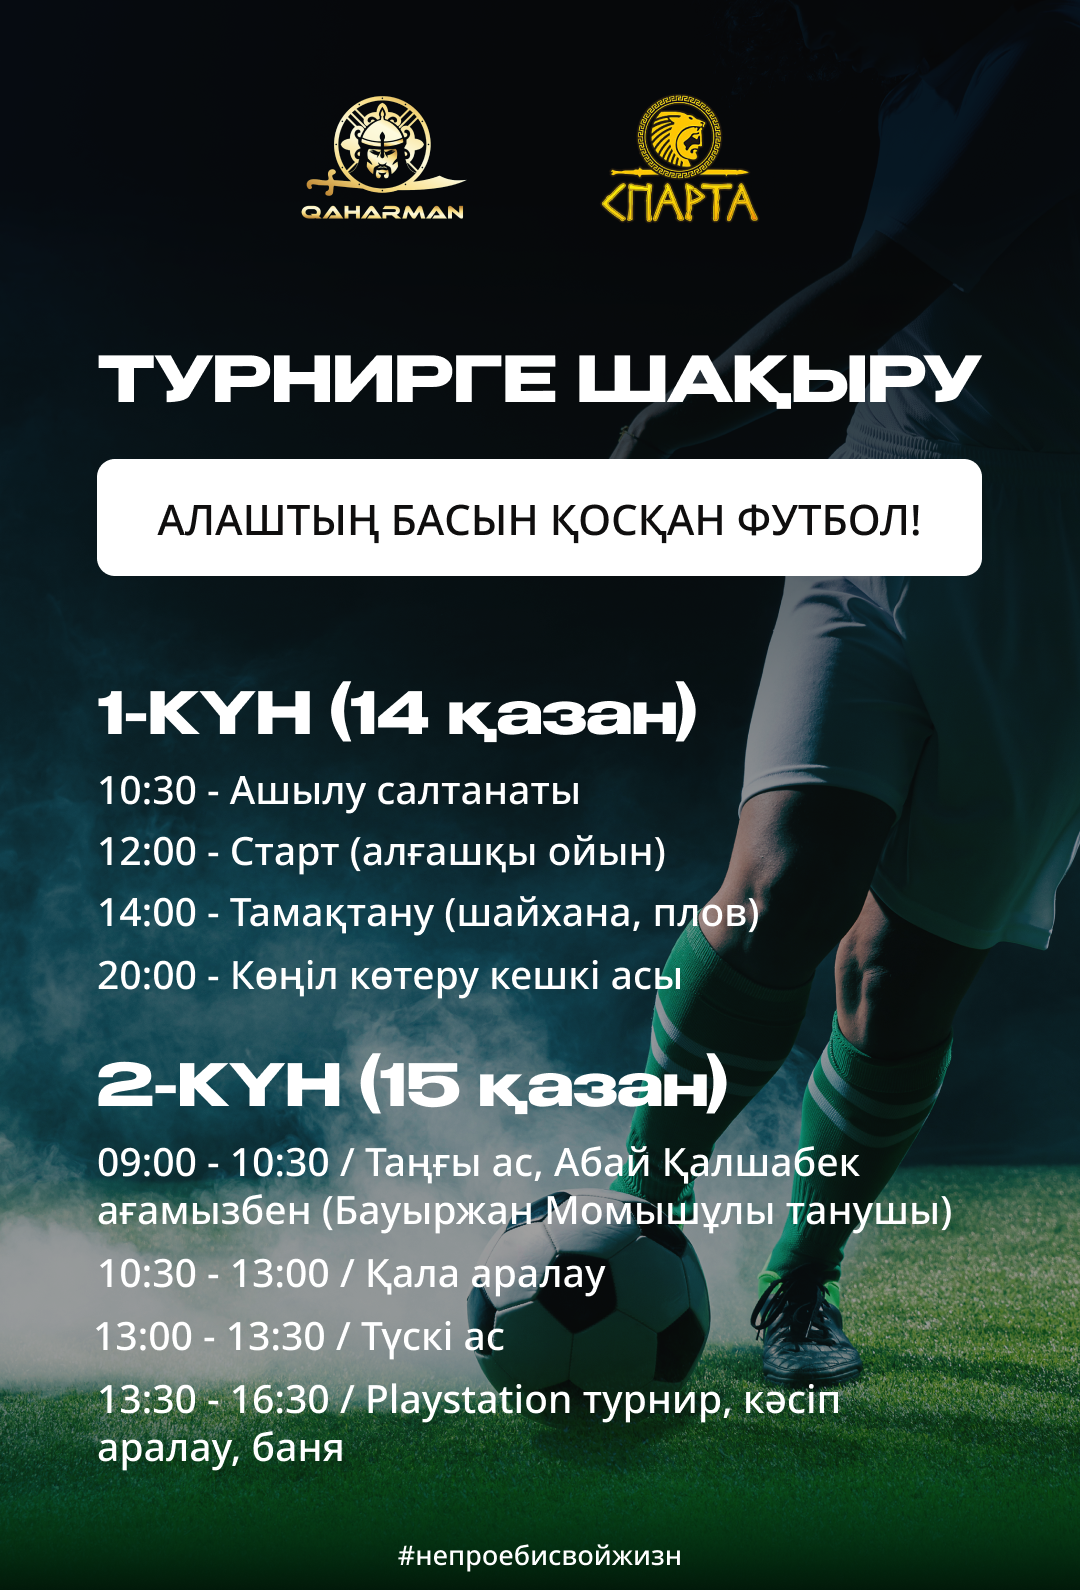 QAHARMAN
СПАРТА
ТУРНИРГЕ ШАҚЫРУ
АЛАШТЫҢ БАСЫН ҚОСҚАН ФУТБОЛ!
1-КҮН (14 қазан)
10:30 - Ашылу салтанаты
12:00 - Старт (алғашқы ойын)
14:00 - Тамақтану (шайхана, плов)
20:00 - Көңіл көтеру кешкі асы
2-КҮН (15 қазан)
09:00 - 10:30 / Таңғы ас, Абай Қалшабек
ағамызбен (Бауыржан Момышұлы танушы)
10:30 - 13:00 / Қала аралау
13:00 - 13:30 / Түскі ас
13:30 - 16:30 / Playstation турнир, кәсіп
аралау, баня
#непроебисвойжизн